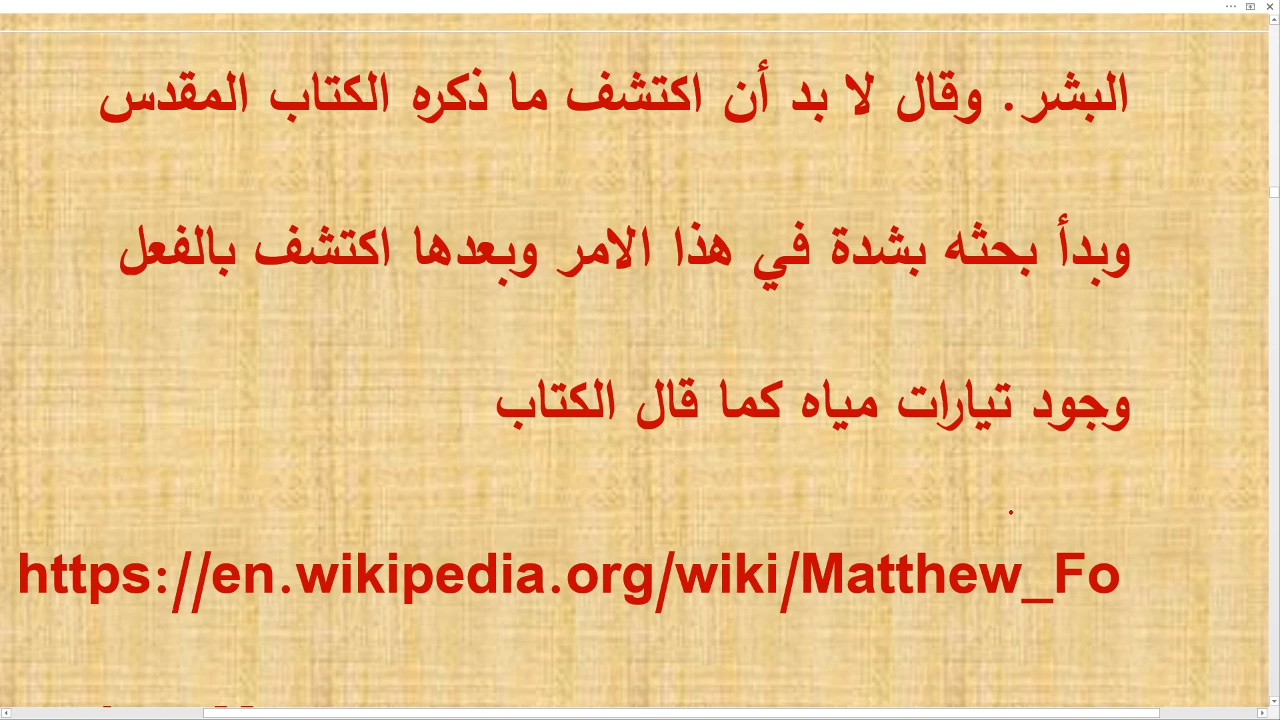 البشر. وقال لا بد أن اكتشف ما ذكره الكتاب المقدس
وبدأ بحثه بشدة في هذا الامر وبعدها اكتشف بالفعل
وجود تيارات مياه كما قال الكتاب
.
https://en.wikipedia.org/wiki/Matthew_Fo